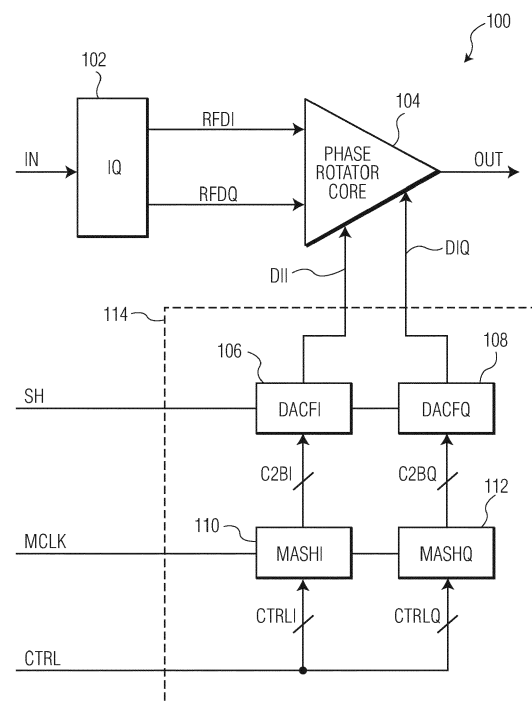 100
102
104
RFDI
IN
IQ
PHASE
ROTATOR
CORE
OUT
RFDQ
DII
DIQ
114
106
108
SH
DACFI
DACFQ
C2BI
C2BQ
110
112
MCLK
MASHI
MASHQ
CTRLI
CTRLQ
CTRL